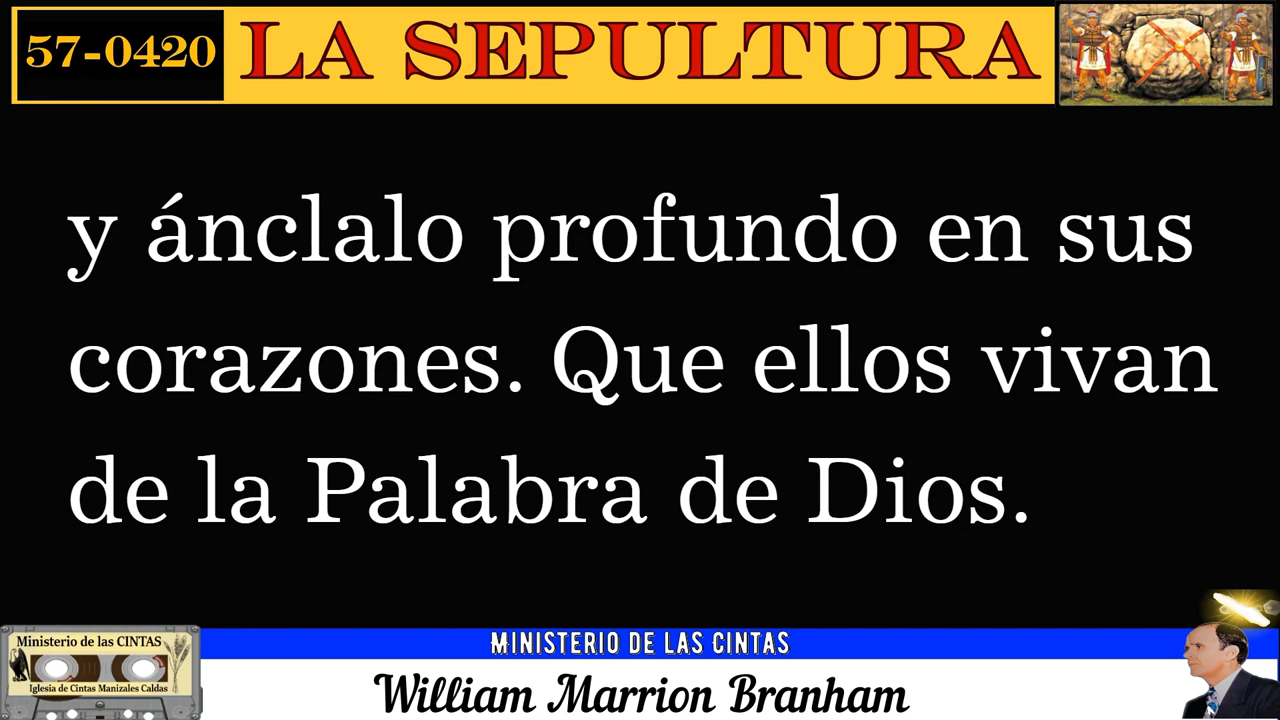 57-0420 LA SEPULTURA
y ánclalo profundo en sus
corazones. Que ellos vivan
de la Palabra de Dios.
MINISTERIO DE LAS CINTAS
Ministerio de las CINTAS
Iglesia de Cintas Manizales Caldas
William Marrion Branham